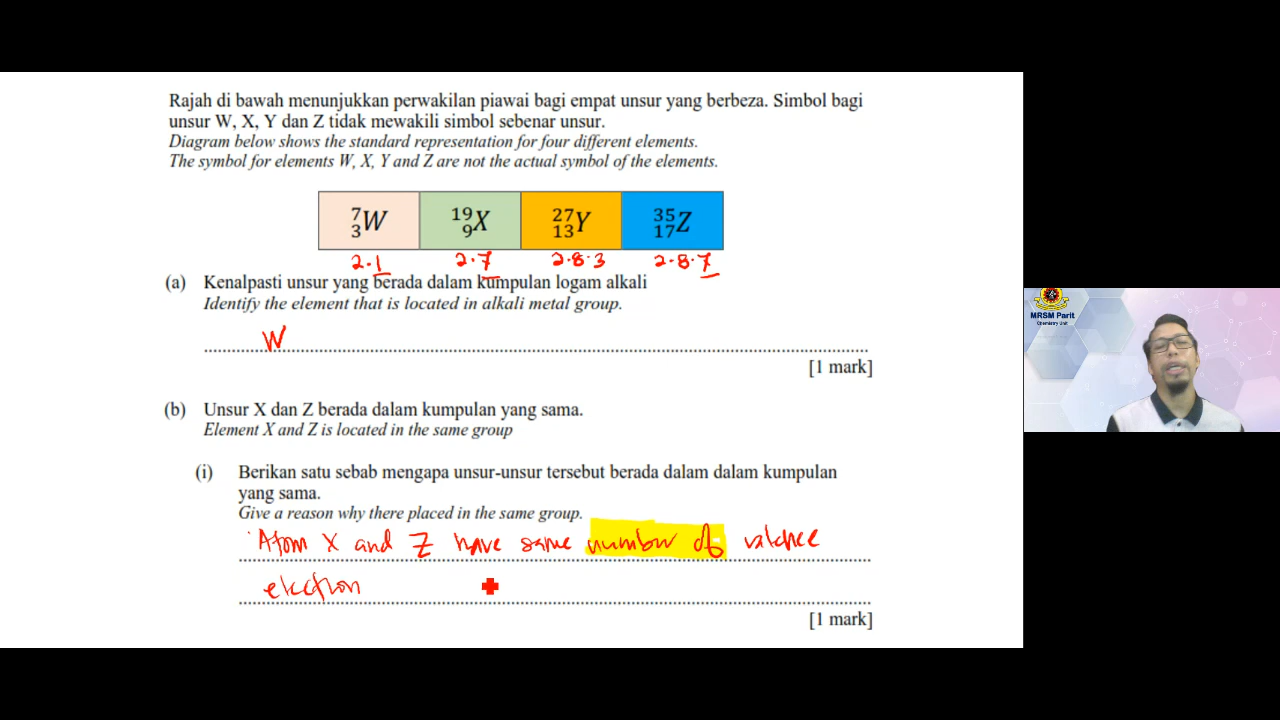 Rajah di bawah menunjukkan perwakilan piawai bagi empat unsur yang berbeza. Simbol bagi
unsur W, X, Y dan Z tidak mewakili simbol sebenar unsur.
Diagram below shows the standard representation for four different elements.
The symbol for elements W, X, Y and Z are not the actual symbol of the elements.
7 3 W 19 9 X 27 13 Y 35 17 Z
2.1 2.7 2.8.3 2.8.7
(a) Kenalpasti unsur yang berada dalam kumpulan logam alkali
Identify the element that is located in alkali metal group.
W
[1 mark]
(b) Unsur X dan Z berada dalam kumpulan yang sama.
Element X and Z is located in the same group
(i) Berikan satu sebab mengapa unsur-unsur tersebut berada dalam dalam kumpulan
yang sama.
Give a reason why there placed in the same group.
Atom X and Z have same number of valence
electron
[1 mark]
MRSM Parit
Chemistry Unit